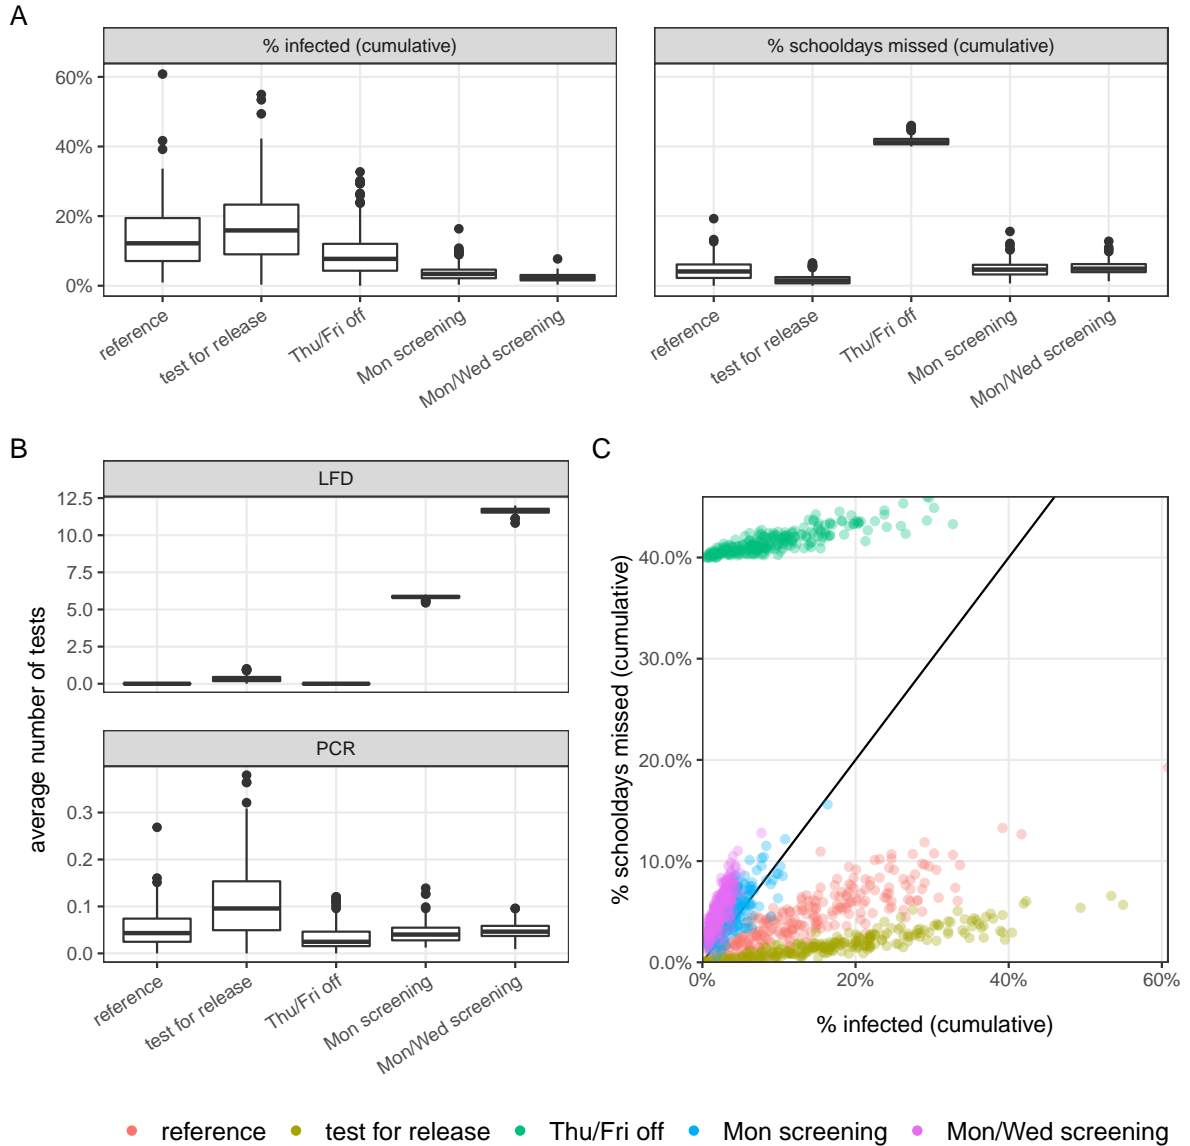 A
% infected (cumulative)
% schooldays missed (cumulative)
60%
40%
20%
0%
reference
test for release
Thu/Fri off
Mon screening
Mon/Wed screening
reference
test for release
Thu/Fri off
Mon screening
Mon/Wed screening
B
average number of tests
LFD
12.5
10.0
7.5
5.0
2.5
0.0
PCR
0.3
0.2
0.1
0.0
reference
test for release
Thu/Fri off
Mon screening
Mon/Wed screening
C
% schooldays missed (cumulative)
40.0%
30.0%
20.0%
10.0%
0.0%
0%
20%
40%
60%
% infected (cumulative)
reference
test for release
Thu/Fri off
Mon screening
Mon/Wed screening